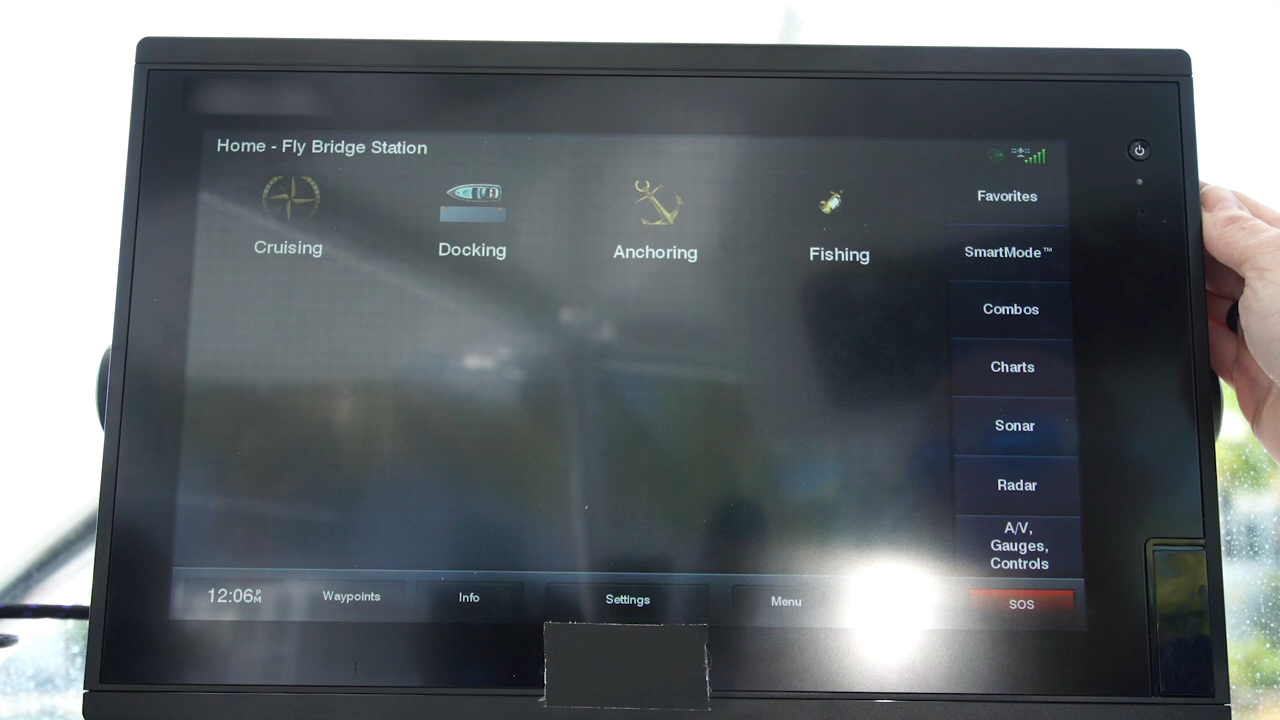 Home - Fly Bridge Station
Cruising
Docking
Anchoring
Fishing
Favorites
SmartMode™
Combos
Charts
Sonar
Radar
A/V,
Gauges,
Controls
12:06PM
Waypoints
Info
Settings
Menu
SOS